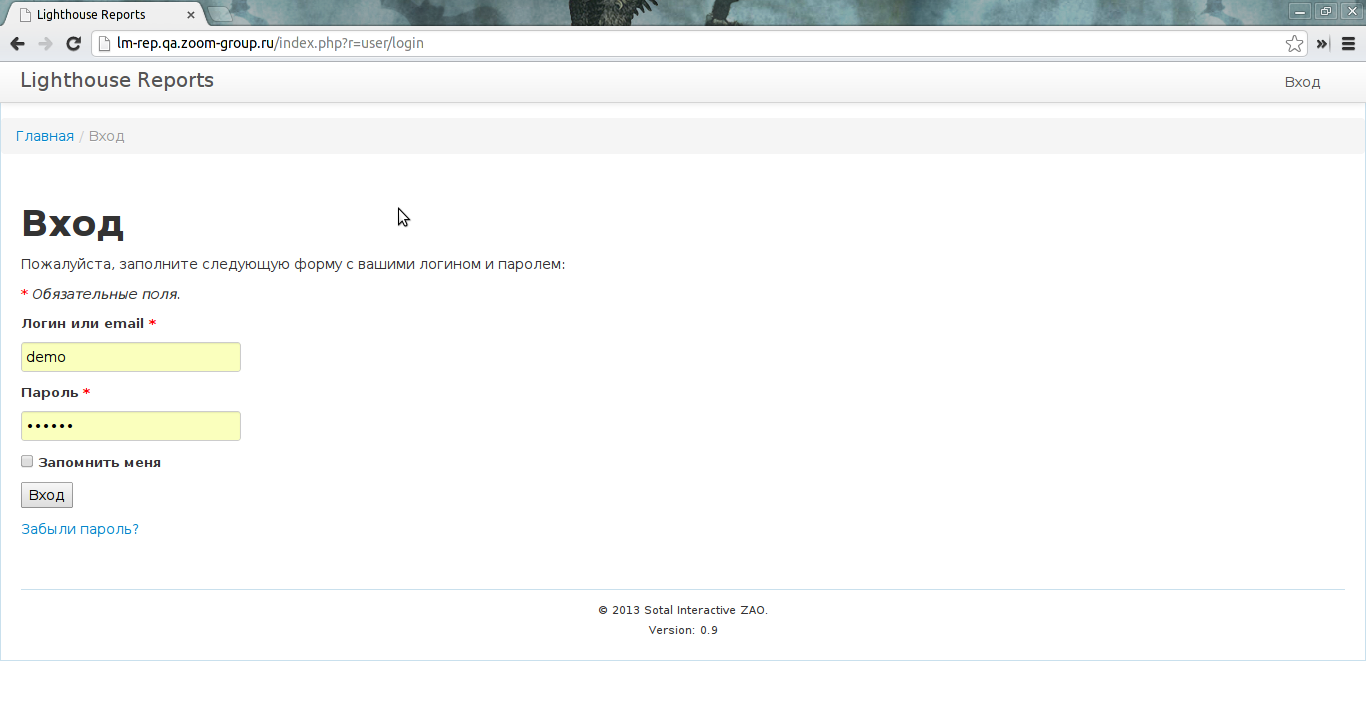 Lighthouse Reports
lm-rep.qa.zoom-group.ru/index.php?r=user/login
Lighthouse Reports
Вход
Главная / Вход
Вход
Пожалуйста, заполните следующую форму с вашими логином и паролем:
* Обязательные поля.
Логин или email *
demo
Пароль *
••••••
Запомнить меня
Вход
Забыли пароль?
© 2013 Sotal Interactive ZAO.
Version: 0.9